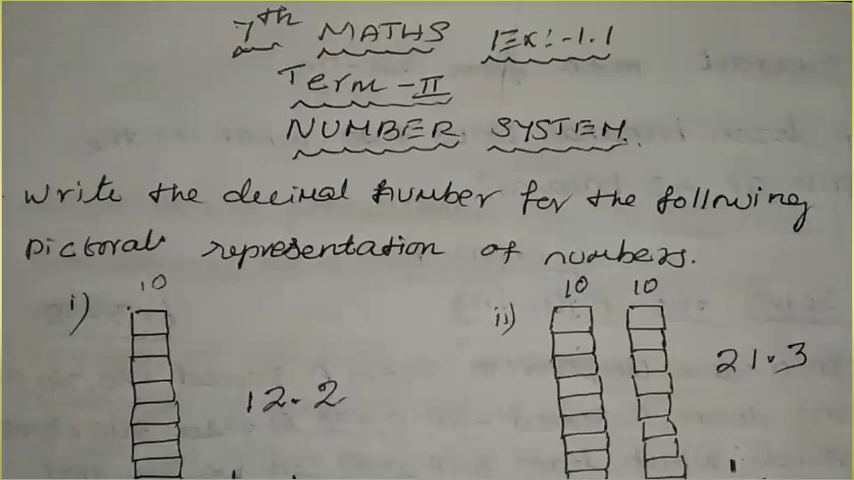 7th MATHS Ex:-1.1
Term-II
NUMBER SYSTEM.
Write the decimal number for the following
Pictoral representation of numbers.
i) 10 ii) 10 10
12.2 21.3